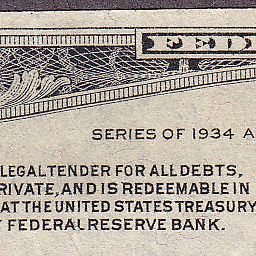 FED
SERIES OF 1934 A
LEGAL TENDER FOR ALL DEBTS,
RIVATE, AND IS REDEEMABLE IN
AT THE UNITED STATES TREASURY
FEDERAL RESERVE BANK.